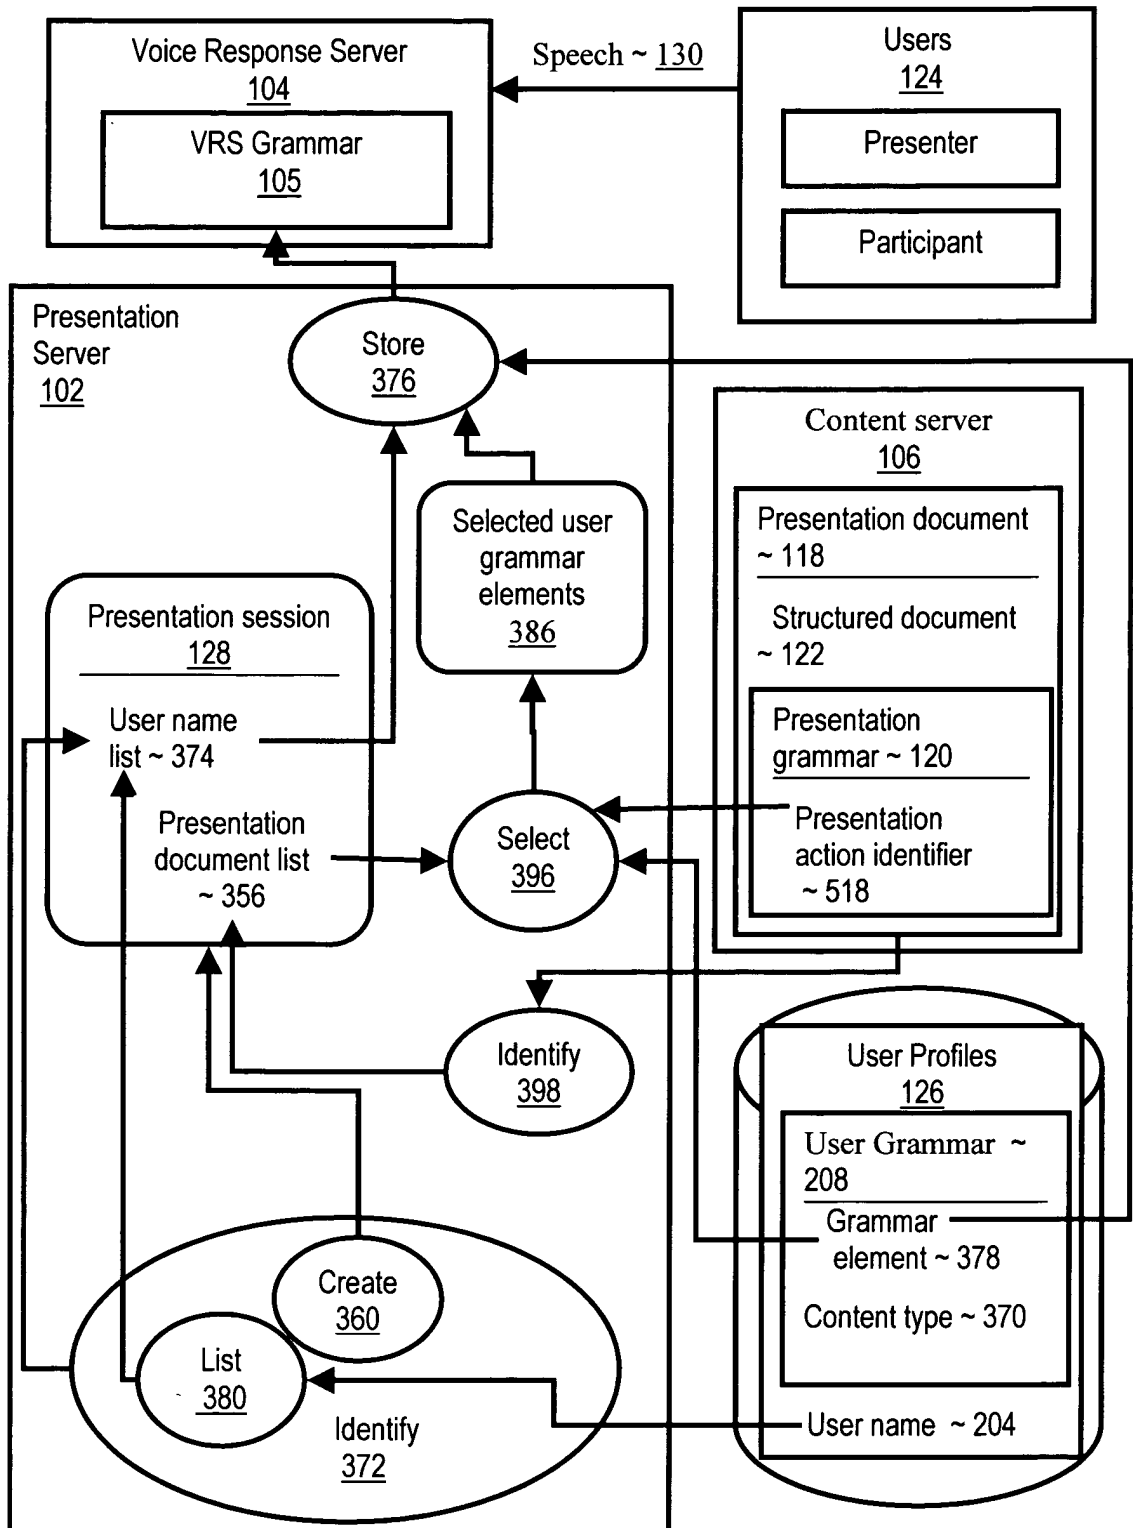 Voice Response Server
104
VRS Grammar
105
Speech ~ 130
Users
124
Presenter
Participant
Presentation
Server
102
Store
376
Content server
106
Presentation document
~ 118
Structured document
~ 122
Presentation
grammar ~ 120
Presentation
action identifier
~ 518
Selected user
grammar
elements
386
Presentation session
128
User name
list ~ 374
Presentation
document list
~ 356
Select
396
Identify
398
User Profiles
126
User Grammar ~
208
Grammar
element ~ 378
Content type ~ 370
User name ~ 204
Create
360
List
380
Identify
372